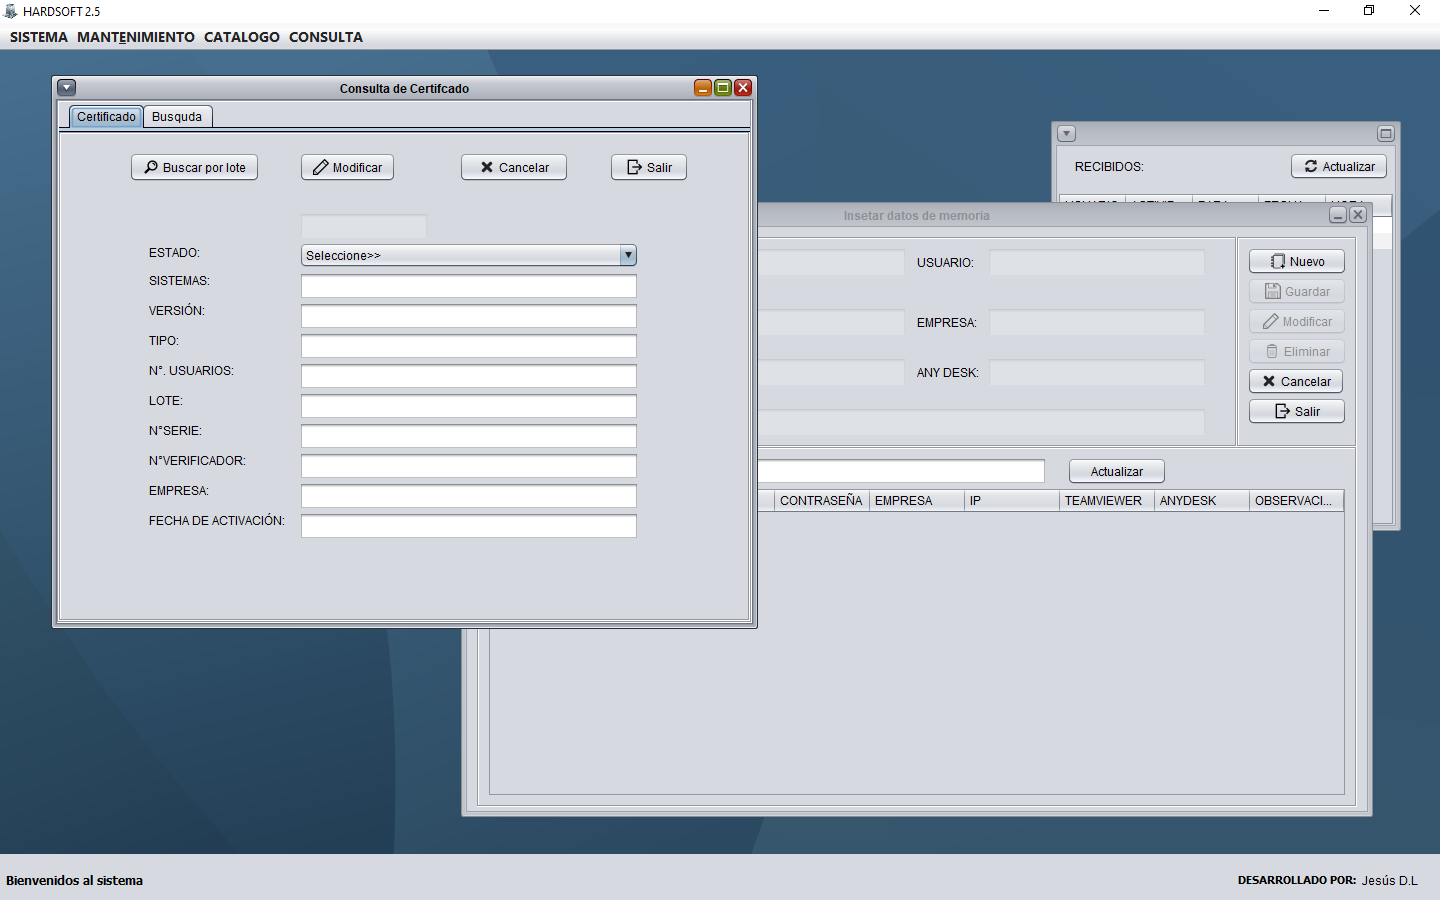 HARDSOFT 2.5
SISTEMA MANTENIMIENTO CATALOGO CONSULTA
Consulta de Certifcado
Certificado Busquda
Buscar por lote Modificar Cancelar Salir
ESTADO: Seleccione>>
SISTEMAS:
VERSIÓN:
TIPO:
N°. USUARIOS:
LOTE:
N°SERIE:
N°VERIFICADOR:
EMPRESA:
FECHA DE ACTIVACIÓN:
RECIBIDOS: Actualizar
Insetar datos de memoria
USUARIO:
EMPRESA:
ANY DESK:
Nuevo
Guardar
Modificar
Eliminar
Cancelar
Salir
Actualizar
CONTRASEÑA EMPRESA IP TEAMVIEWER ANYDESK OBSERVACI...
Bienvenidos al sistema
DESARROLLADO POR: Jesús D.L